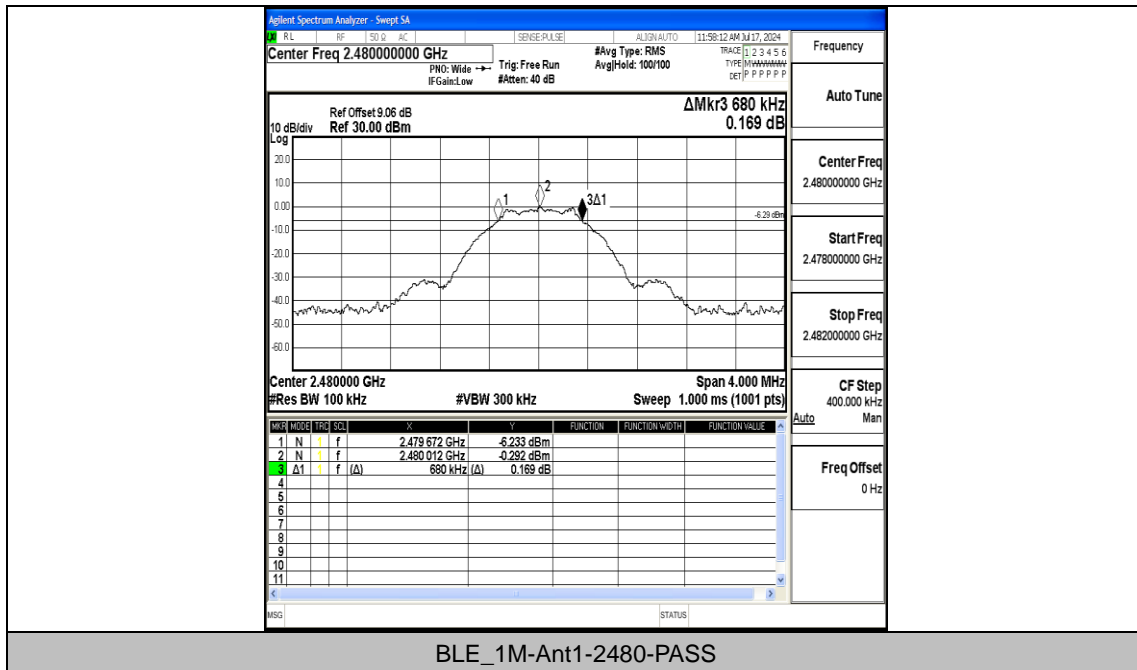 Agilent Spectrum Analyzer - Swept SA
RL RF 50 Ω AC SENSE:PULSE ALIGN AUTO 11:58:12 AM Jul 17, 2024
Center Freq 2.480000000 GHz
PNO: Wide
IFGain:Low
Trig: Free Run
#Atten: 40 dB
#Avg Type: RMS
Avg|Hold: 100/100
TRACE 1 2 3 4 5 6
TYPE M
DET P P P P P P
Ref Offset 9.06 dB
10 dB/div Ref 30.00 dBm
Log
ΔMkr3 680 kHz
0.169 dB
20.0
10.0
0.00
-10.0
-20.0
-30.0
-40.0
-50.0
-60.0
1
2
3Δ1
-6.29 dBm
Center 2.480000 GHz Span 4.000 MHz
#Res BW 100 kHz #VBW 300 kHz Sweep 1.000 ms (1001 pts)
MKR MODE TRC SCL X Y FUNCTION FUNCTION WIDTH FUNCTION VALUE
1 N 1 f 2.479 672 GHz -6.233 dBm
2 N 1 f 2.480 012 GHz -0.292 dBm
3 Δ1 1 f (Δ) 680 kHz (Δ) 0.169 dB
4
5
6
7
8
9
10
11
MSG STATUS
Frequency
Auto Tune
Center Freq
2.480000000 GHz
Start Freq
2.478000000 GHz
Stop Freq
2.482000000 GHz
CF Step
400.000 kHz
Auto Man
Freq Offset
0 Hz
BLE_1M-Ant1-2480-PASS